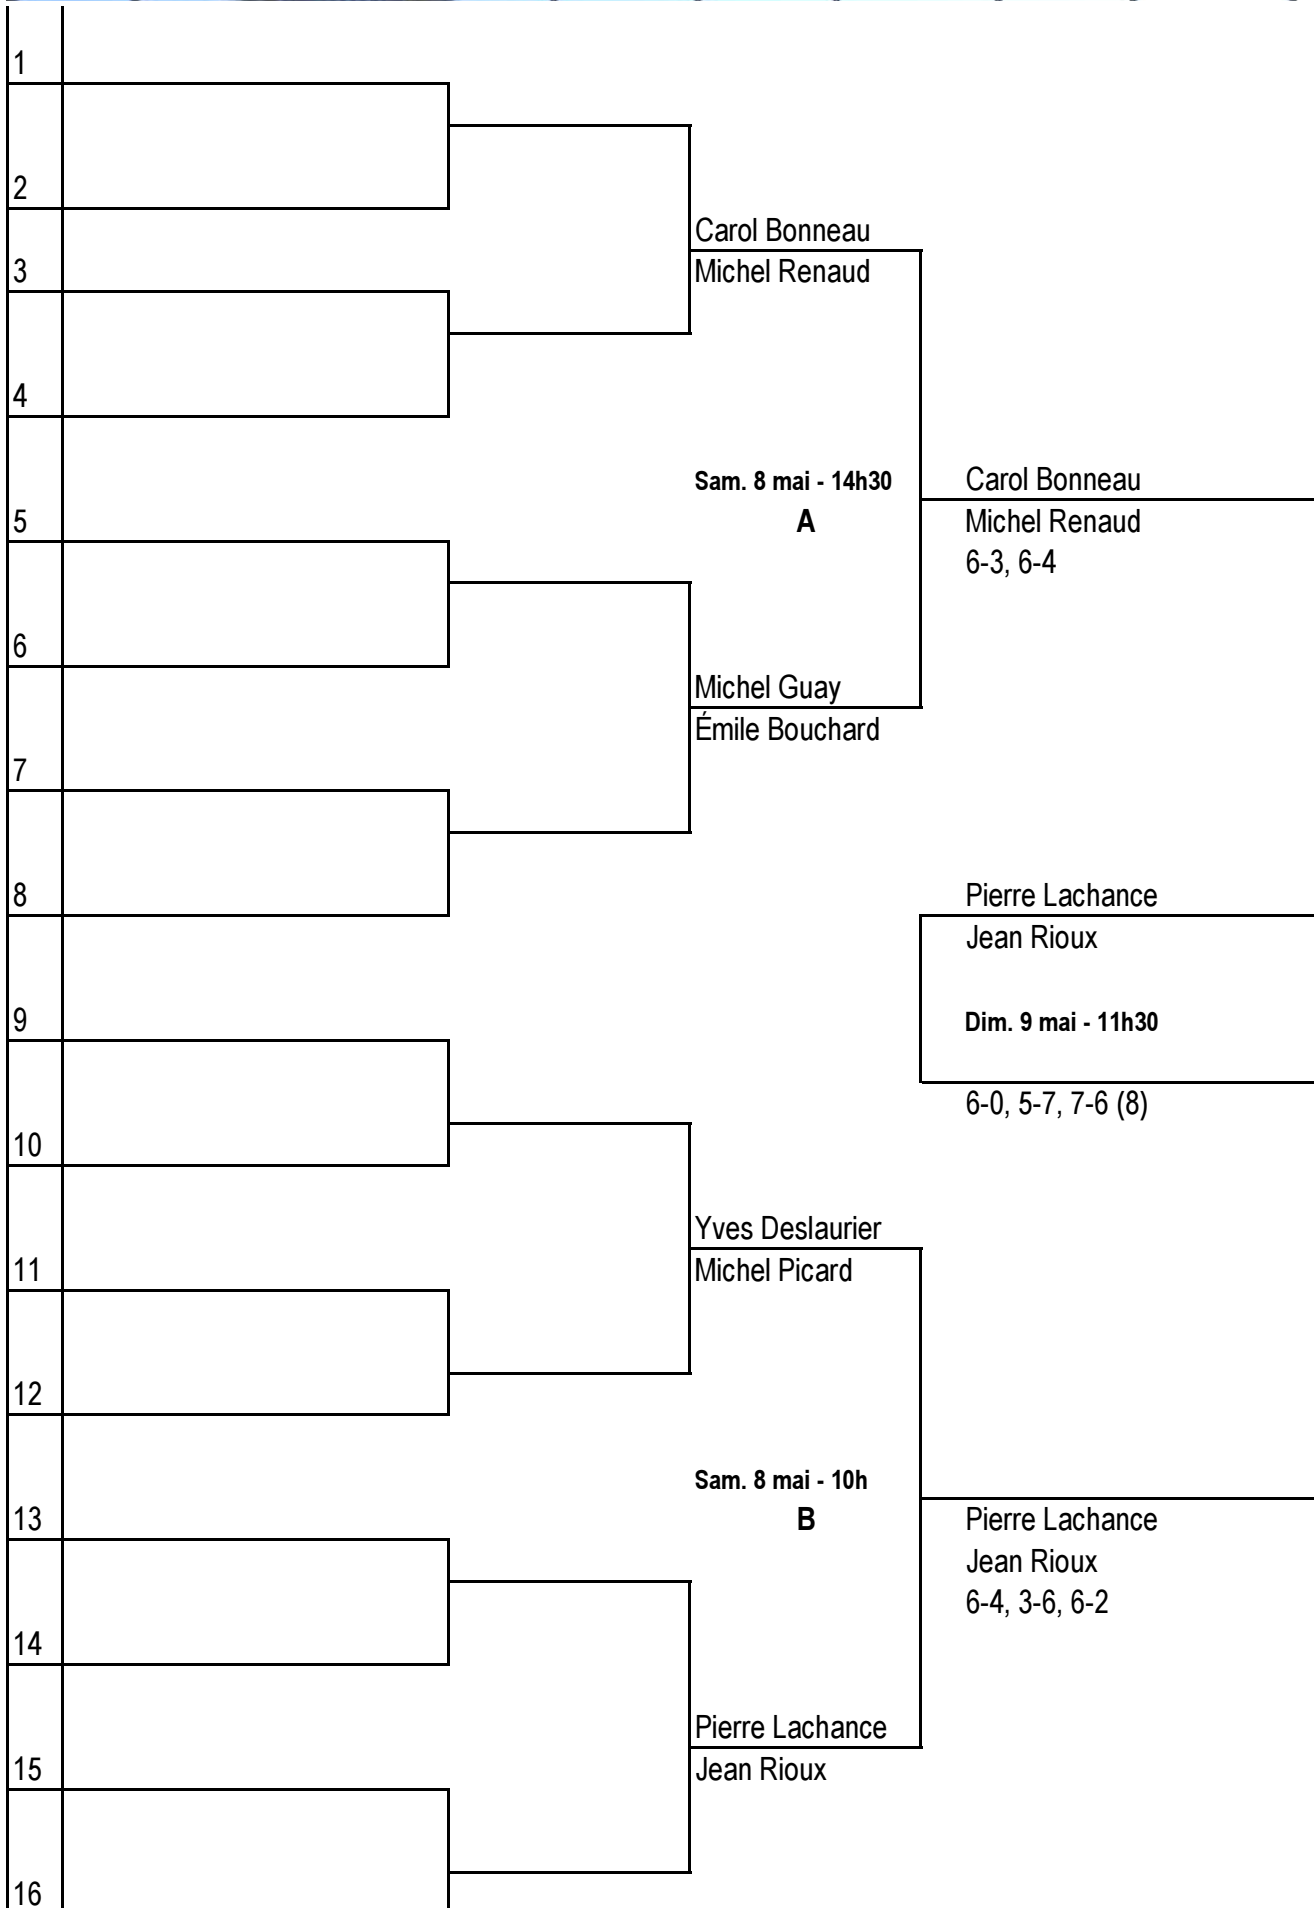 1
2
Carol Bonneau
3
Michel Renaud
4
Sam. 8 mai - 14h30
Carol Bonneau
5
A
Michel Renaud
6-3, 6-4
6
Michel Guay
Émile Bouchard
7
8
Pierre Lachance
Jean Rioux
9
Dim. 9 mai - 11h30
6-0, 5-7, 7-6 (8)
10
Yves Deslaurier
11
Michel Picard
12
Sam. 8 mai - 10h
13
B
Pierre Lachance
Jean Rioux
6-4, 3-6, 6-2
14
Pierre Lachance
15
Jean Rioux
16